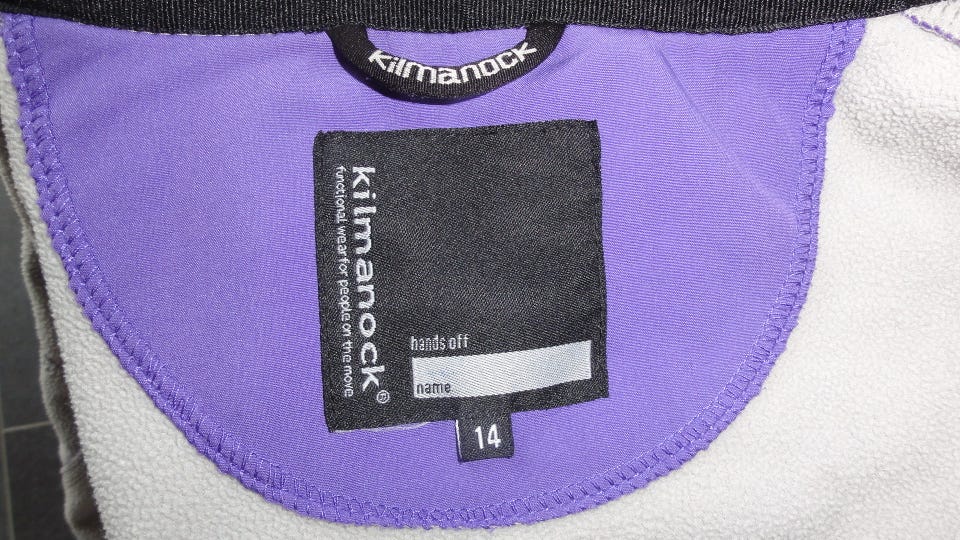 kilmanock
kilmanock®
functional wear for people on the move
hands off
name
14